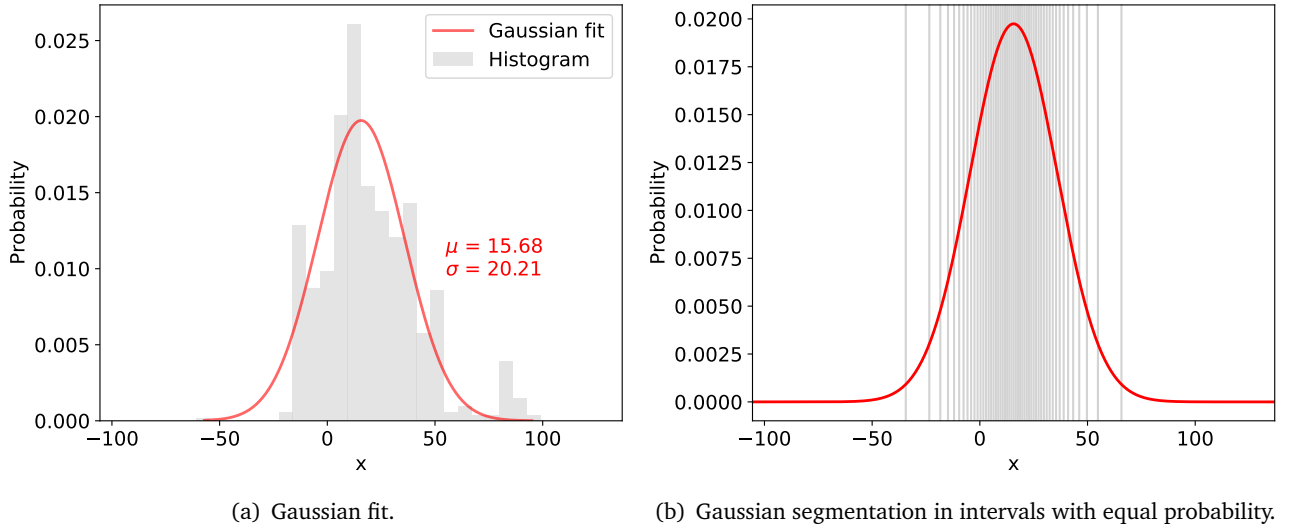 Gaussian fit
Histogram
0.025
0.020
0.015
0.010
0.005
0.000
Probability
μ = 15.68
σ = 20.21
−100
−50
0
50
100
x
(a) Gaussian fit.
0.0200
0.0175
0.0150
0.0125
0.0100
0.0075
0.0050
0.0025
0.0000
Probability
−100
−50
0
50
100
x
(b) Gaussian segmentation in intervals with equal probability.